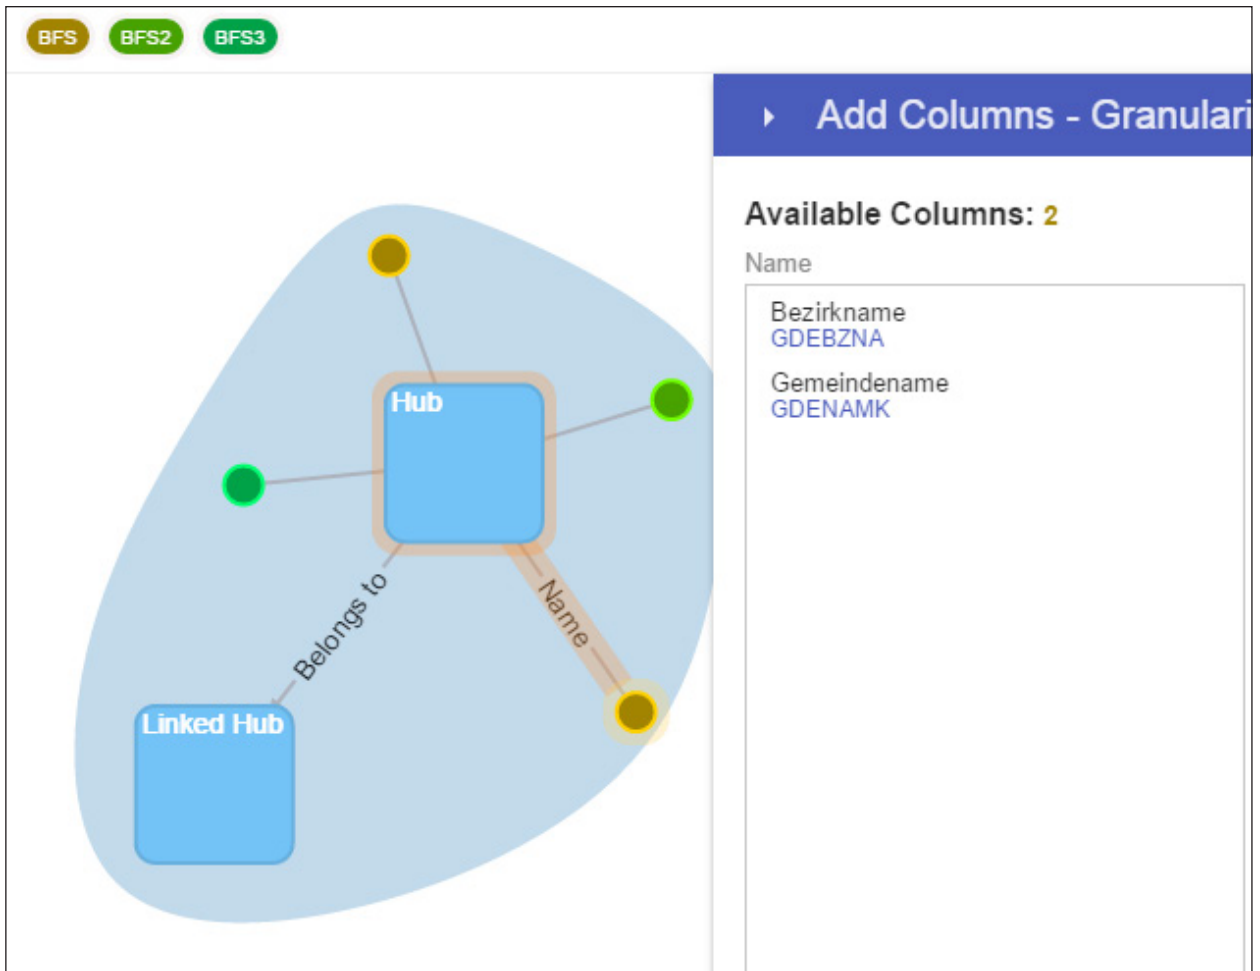 BFS BFS2 BFS3
Add Columns - Granulari
Available Columns: 2
Name
Bezirkname
GDEBZNA
Gemeindename
GDENAMK
Hub
Name
Belongs to
Linked Hub